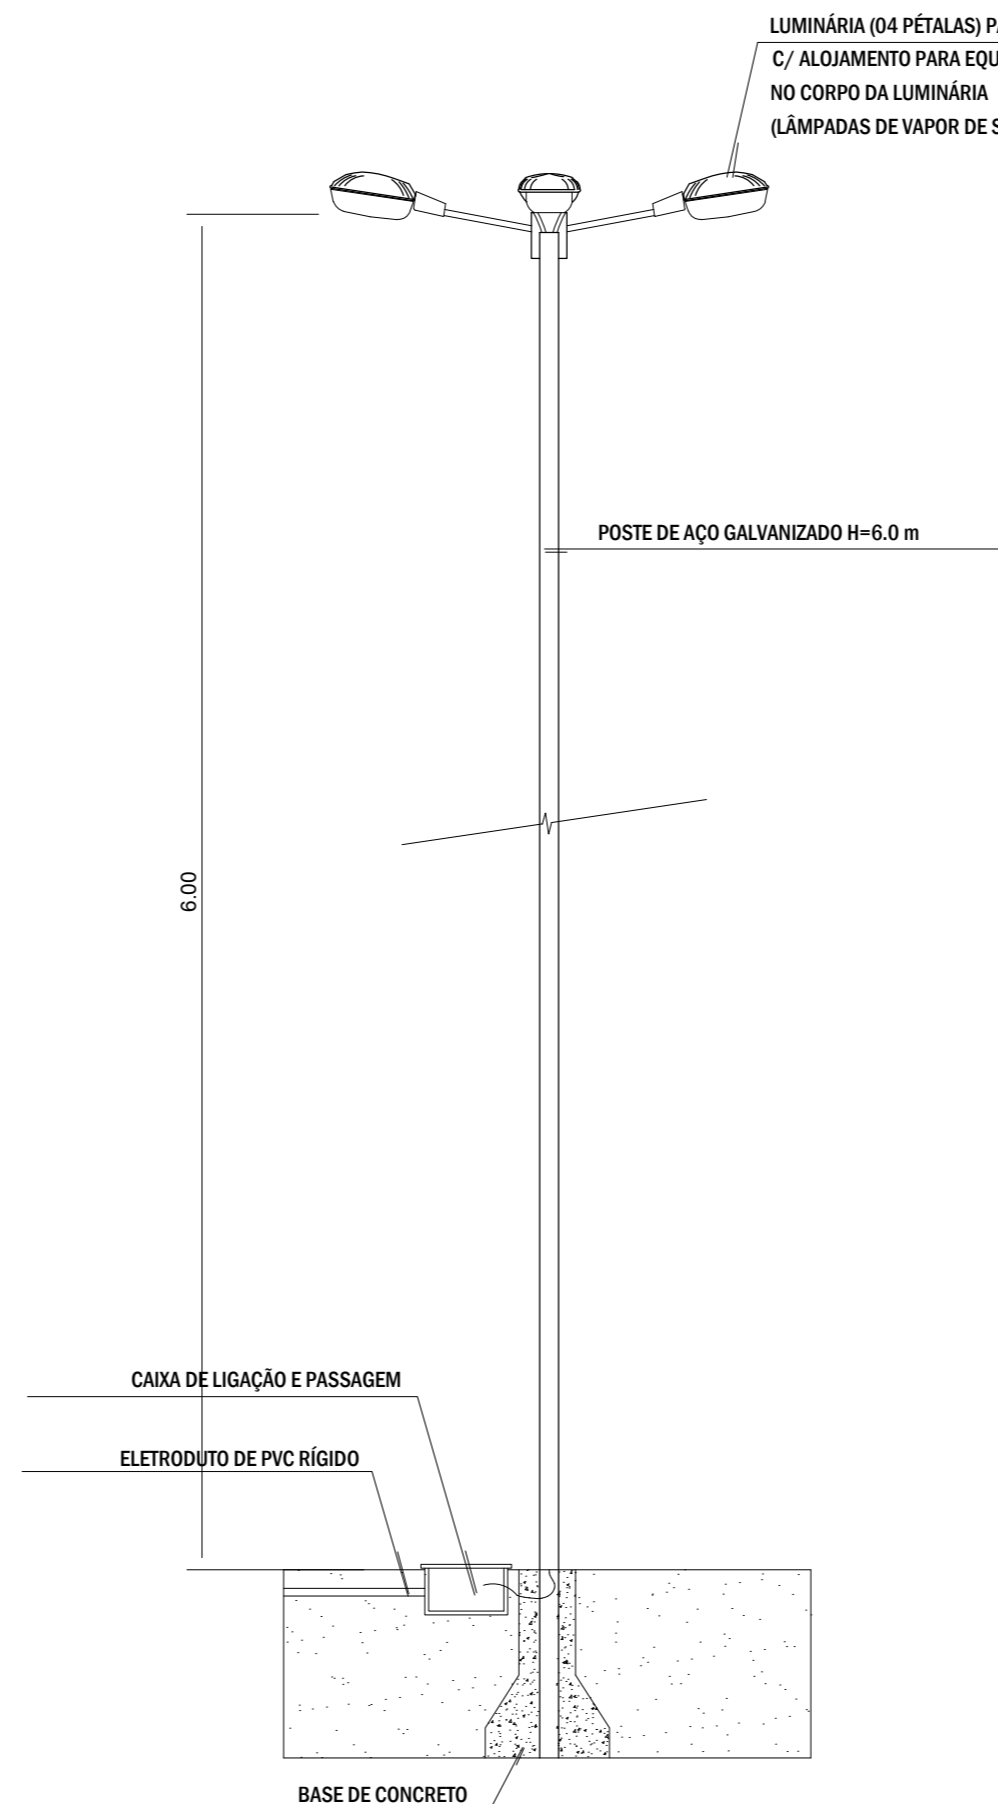 LUMINÁRIA (04 PÉTALAS)
C/ ALOJAMENTO PARA
NO CORPO DA LUMINÁRIA
(LÂMPADAS DE VAPOR DE
POSTE DE AÇO GALVANIZADO H=6.0 m
6.00
CAIXA DE LIGAÇÃO E PASSAGEM
ELETRODUTO DE PVC RÍGIDO
BASE DE CONCRETO